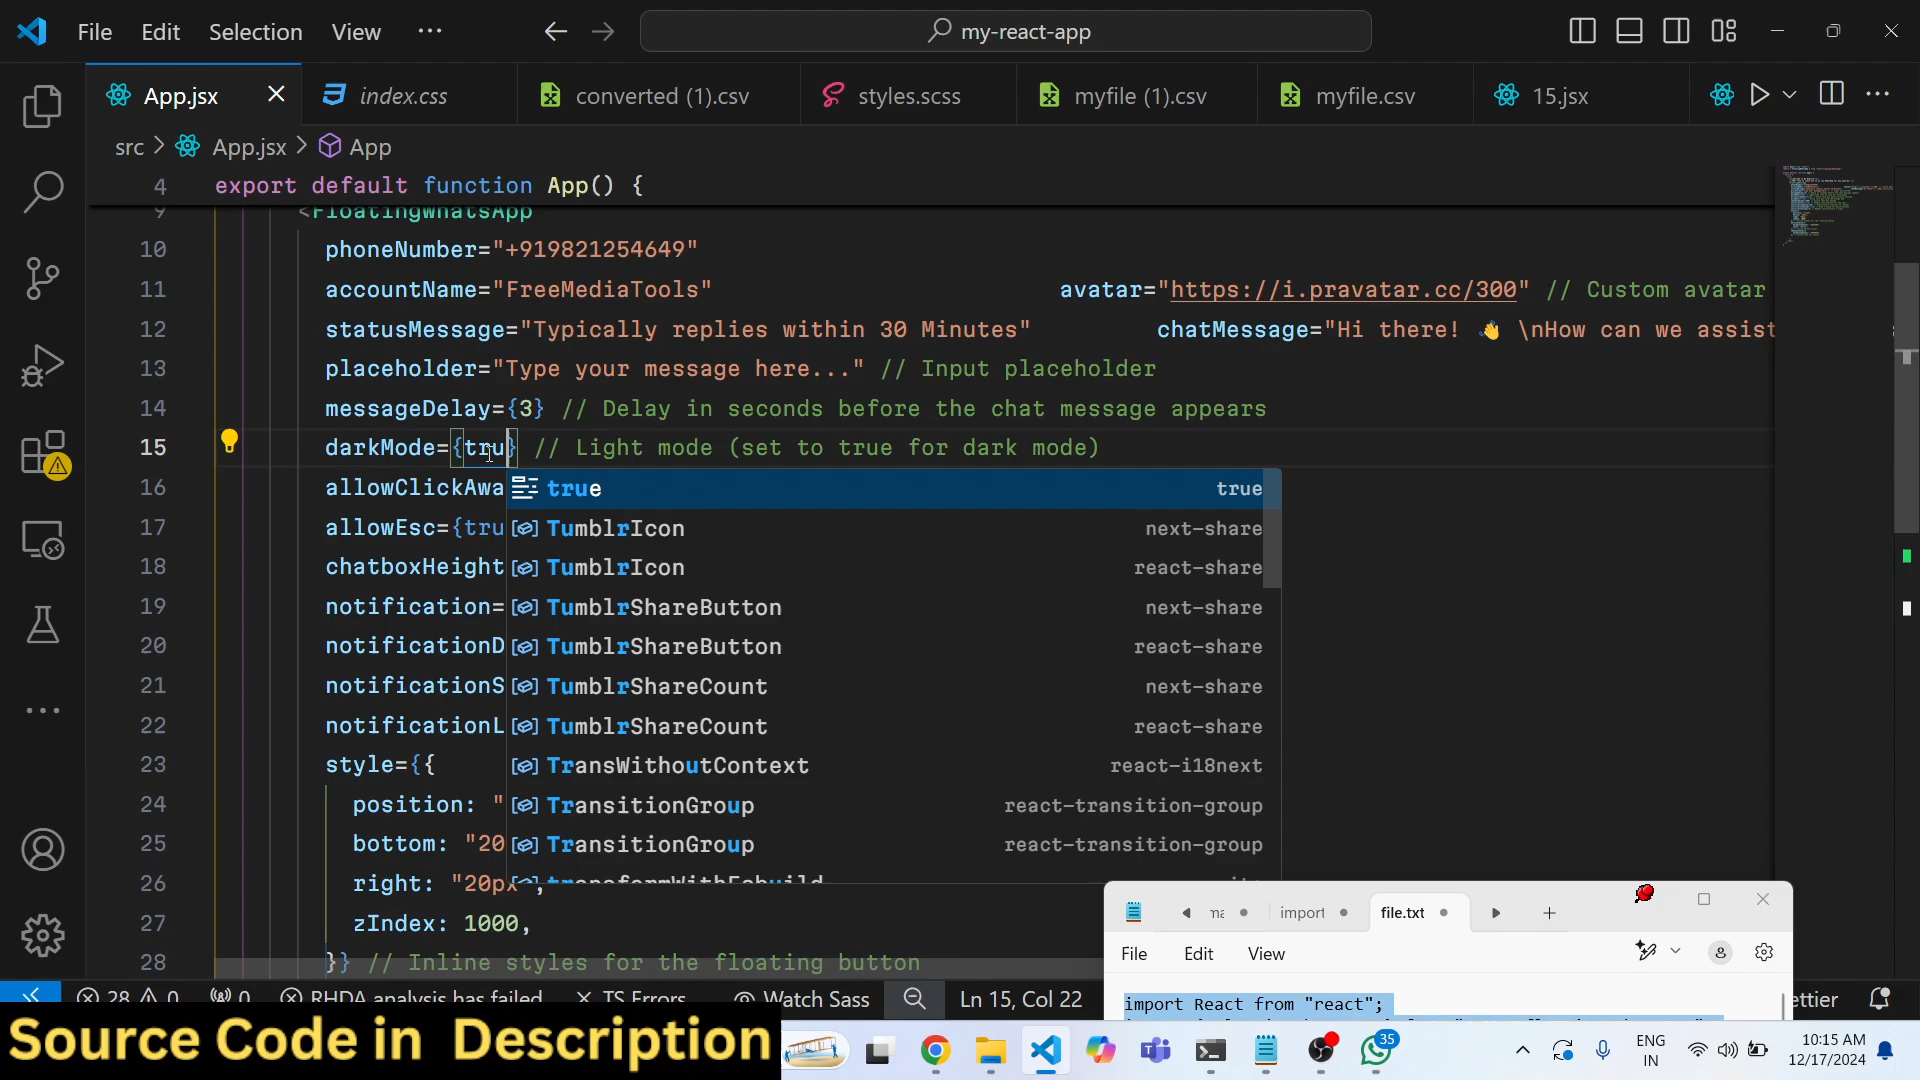 File Edit Selection View ··· my-react-app
App.jsx index.css converted (1).csv styles.scss myfile (1).csv myfile.csv 15.jsx
src > App.jsx > App
4 export default function App() {
9 <FloatingWhatsApp
10 phoneNumber="+919821254649"
11 accountName="FreeMediaTools" avatar="https://i.pravatar.cc/300" // Custom avatar
12 statusMessage="Typically replies within 30 Minutes" chatMessage="Hi there! 👋 \nHow can we assist
13 placeholder="Type your message here..." // Input placeholder
14 messageDelay={3} // Delay in seconds before the chat message appears
15 darkMode={tru} // Light mode (set to true for dark mode)
16 allowClickAwa
17 allowEsc={tru
18 chatboxHeight
19 notification=
20 notificationD
21 notificationS
22 notificationL
23 style={{
24 position: "
25 bottom: "20
26 right: "20px",
27 zIndex: 1000,
28 }} // Inline styles for the floating button
true true
TumblrIcon next-share
TumblrIcon react-share
TumblrShareButton next-share
TumblrShareButton react-share
TumblrShareCount next-share
TumblrShareCount react-share
TransWithoutContext react-i18next
TransitionGroup react-transition-group
TransitionGroup react-transition-group
import file.txt
File Edit View
import React from "react";
28 0 0 RHDA analysis has failed TS Errors Watch Sass Ln 15, Col 22
Source Code in Description
35
ENG
IN
10:15 AM
12/17/2024